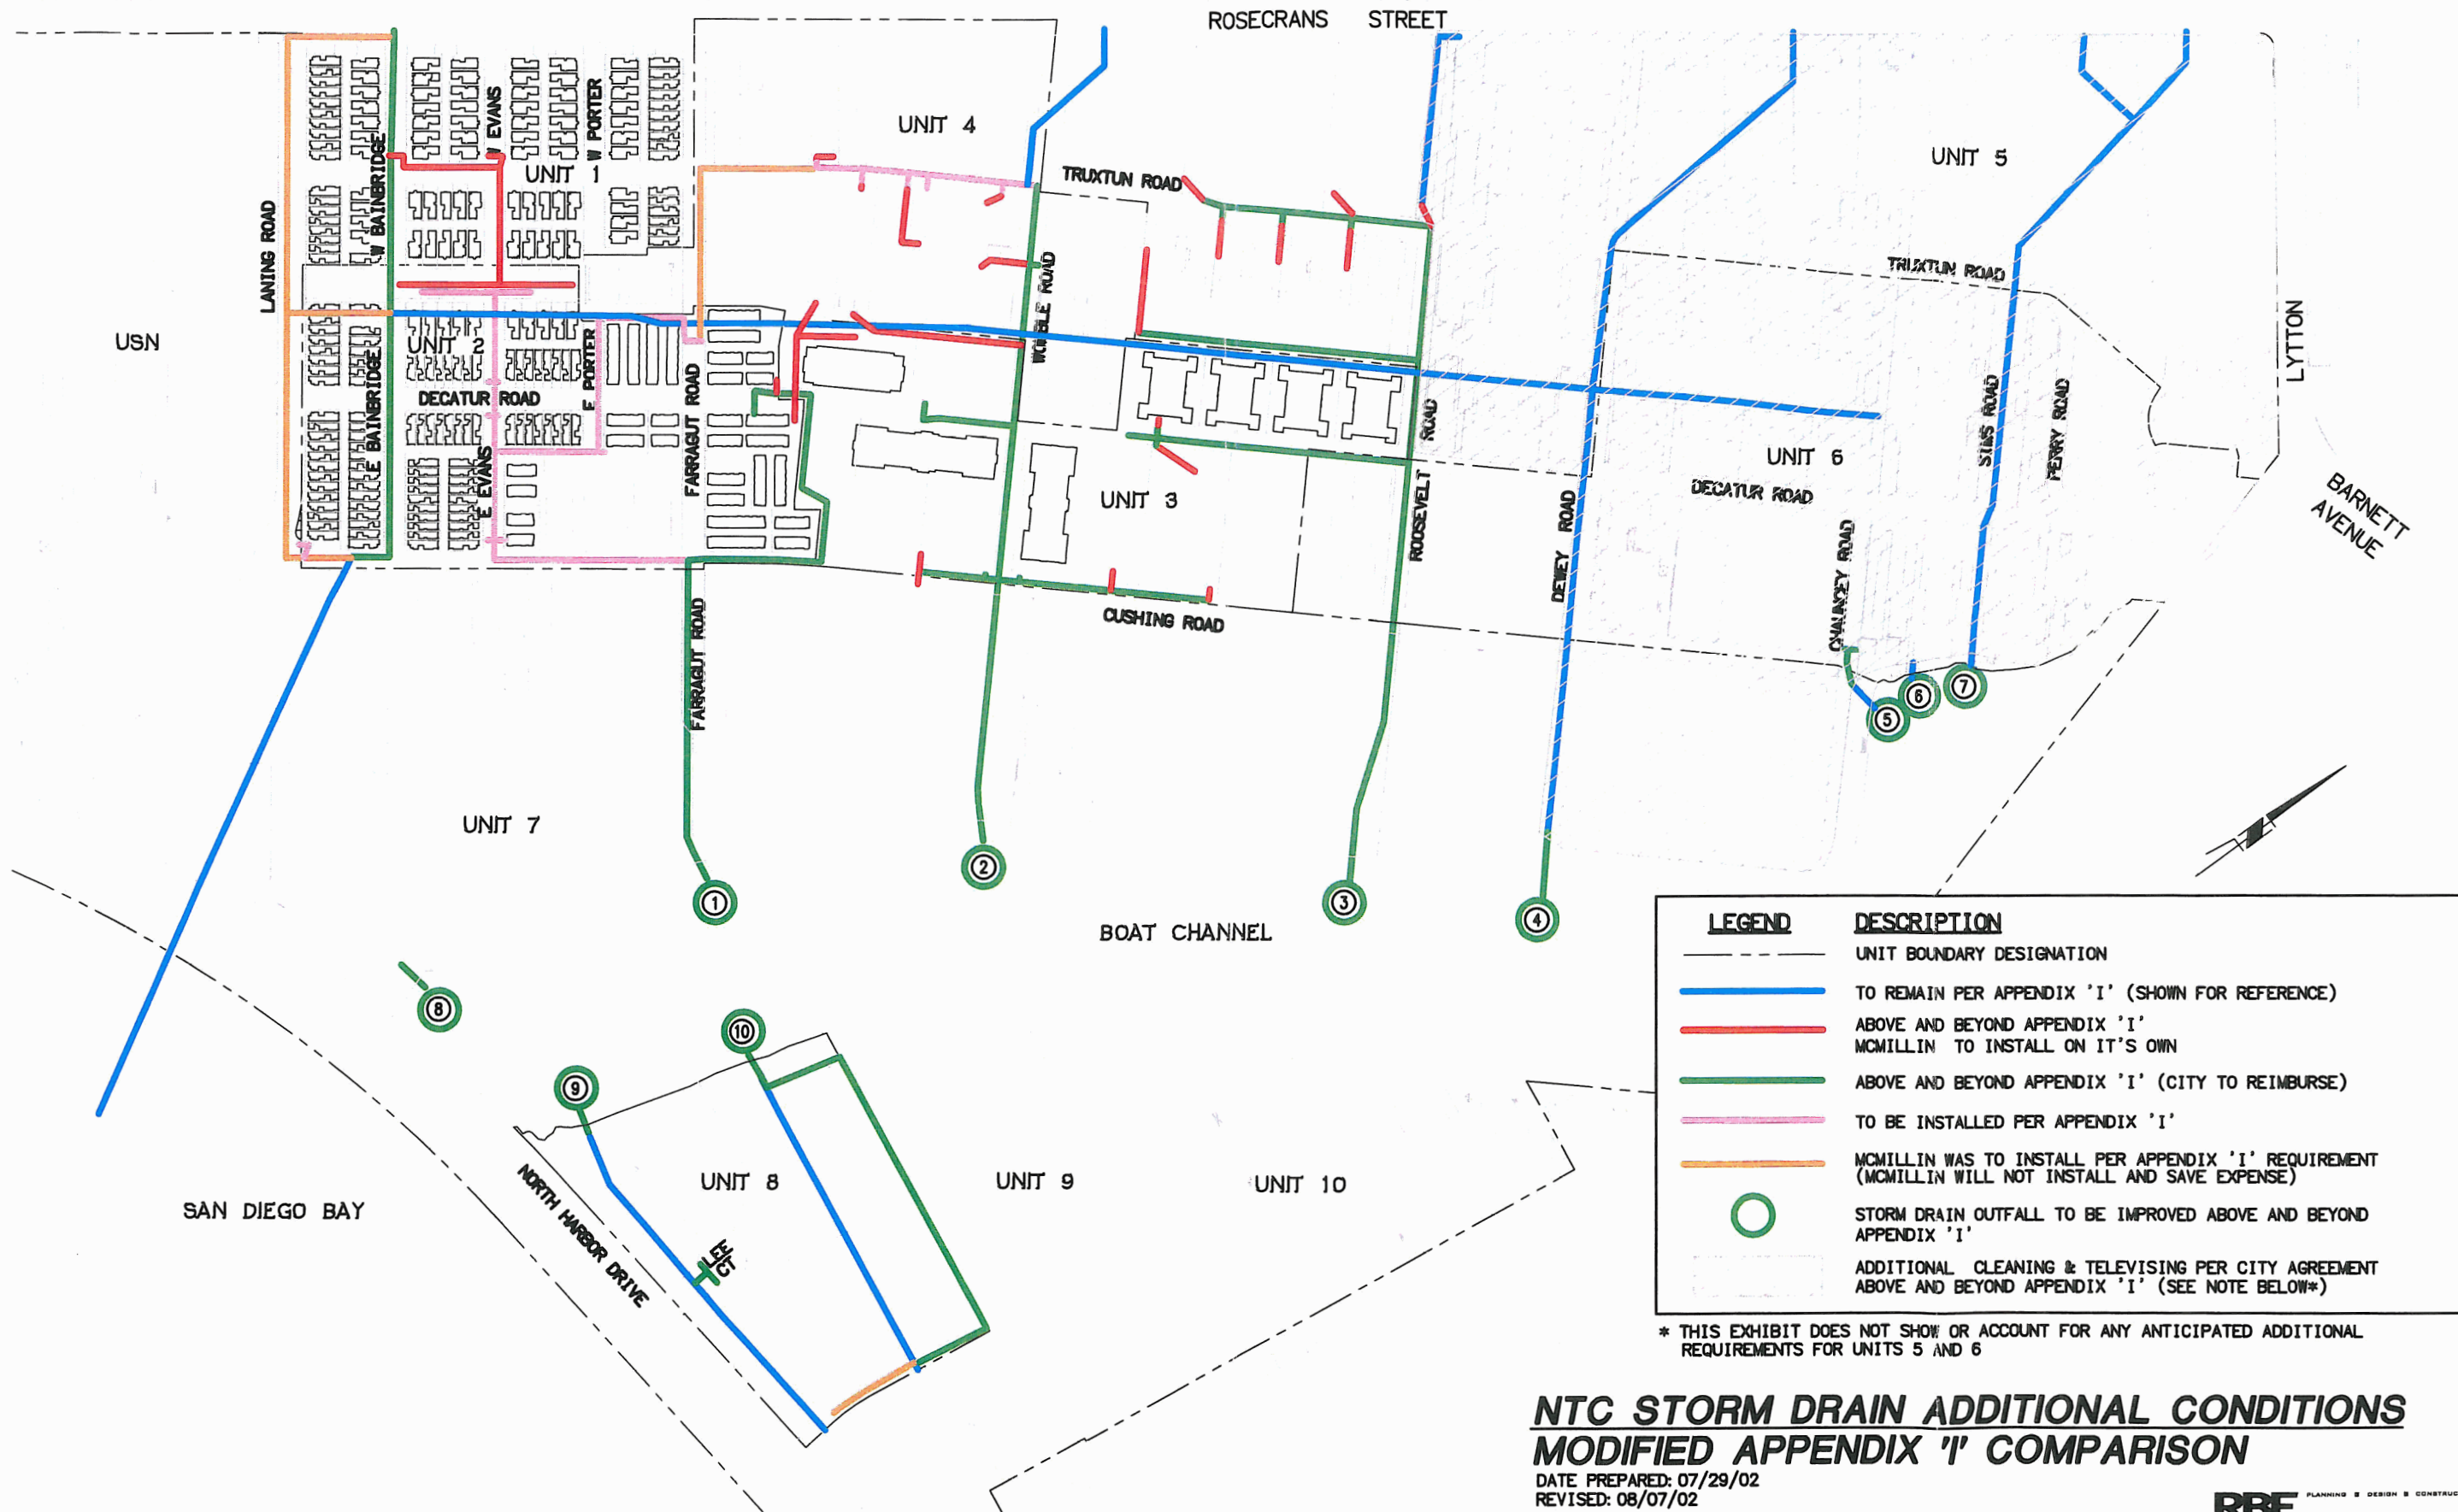 ROSECRANS STREET
UNIT 4
W EVANS
W PORTER
W BAINBRIDGE
UNIT 1
TRUXTUN ROAD
UNIT 5
LANING ROAD
WOMBLE ROAD
TRUXTUN ROAD
LYTTON
USN
UNIT 2
E PORTER
E BAINBRIDGE
DECATUR ROAD
FARRAGUT ROAD
ROOSEVELT ROAD
UNIT 6
SIMS ROAD
PERRY ROAD
E EVANS
UNIT 3
DECATUR ROAD
DEWEY ROAD
BARNETT
AVENUE
CHAUNCEY ROAD
CUSHING ROAD
FARRAGUT ROAD
7
6
5
UNIT 7
2
1
3
4
BOAT CHANNEL
8
10
9
UNIT 8
UNIT 9
UNIT 10
SAN DIEGO BAY
NORTH HARBOR DRIVE
LEGEND DESCRIPTION
UNIT BOUNDARY DESIGNATION
TO REMAIN PER APPENDIX 'I' (SHOWN FOR REFERENCE)
ABOVE AND BEYOND APPENDIX 'I'
MCMILLIN TO INSTALL ON IT'S OWN
ABOVE AND BEYOND APPENDIX 'I' (CITY TO REIMBURSE)
TO BE INSTALLED PER APPENDIX 'I'
MCMILLIN WAS TO INSTALL PER APPENDIX 'I' REQUIREMENT
(MCMILLIN WILL NOT INSTALL AND SAVE EXPENSE)
STORM DRAIN OUTFALL TO BE IMPROVED ABOVE AND BEYOND
APPENDIX 'I'
ADDITIONAL CLEANING & TELEVISING PER CITY AGREEMENT
ABOVE AND BEYOND APPENDIX 'I' (SEE NOTE BELOW*)
* THIS EXHIBIT DOES NOT SHOW OR ACCOUNT FOR ANY ANTICIPATED ADDITIONAL
REQUIREMENTS FOR UNITS 5 AND 6
NTC STORM DRAIN ADDITIONAL CONDITIONS
MODIFIED APPENDIX 'I' COMPARISON
DATE PREPARED: 07/29/02
REVISED: 08/07/02
PLANNING DESIGN